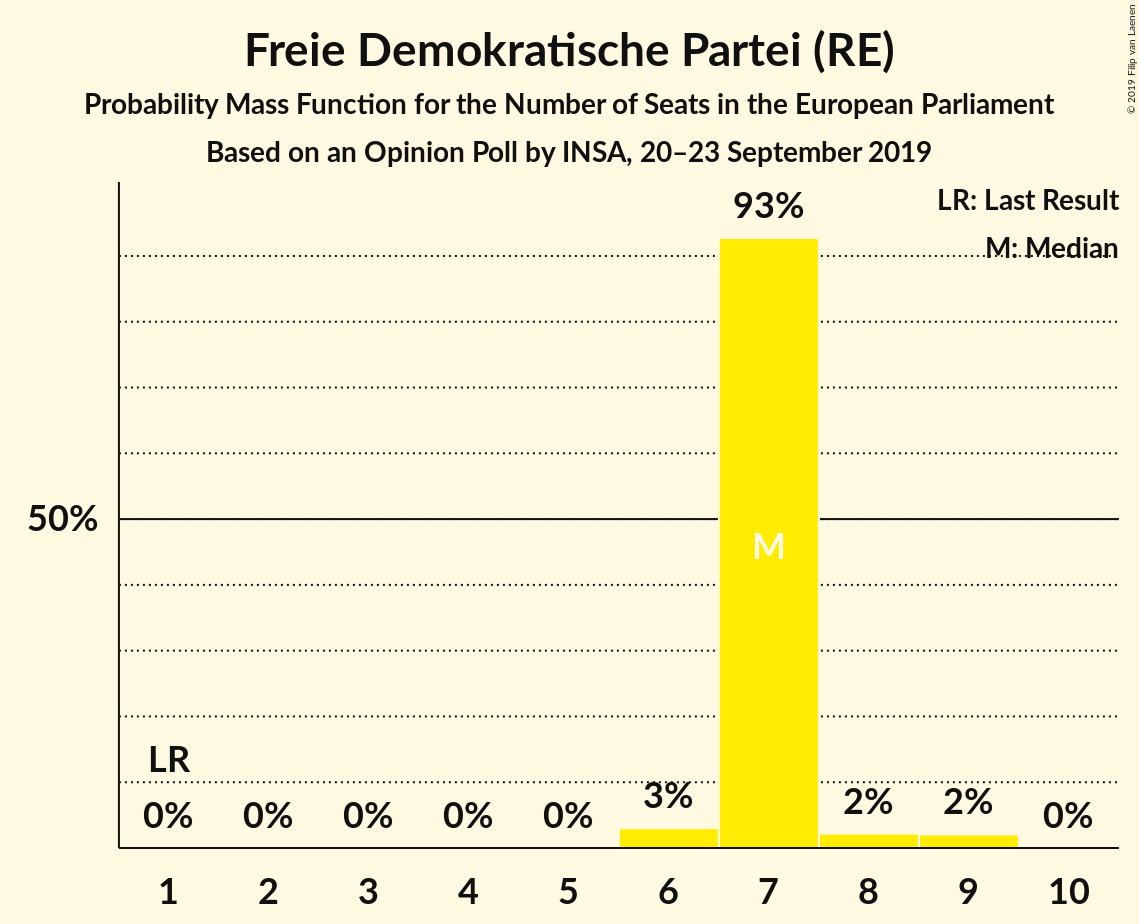 Freie Demokratische Partei (RE)
Probability Mass Function for the Number of Seats in the European Parliament
Based on an Opinion Poll by INSA, 20–23 September 2019
© 2019 Filip van Laenen
LR: Last Result
M: Median
93%
50%
M
LR
0% 0% 0% 0% 0% 3% 2% 2% 0%
1 2 3 4 5 6 7 8 9 10